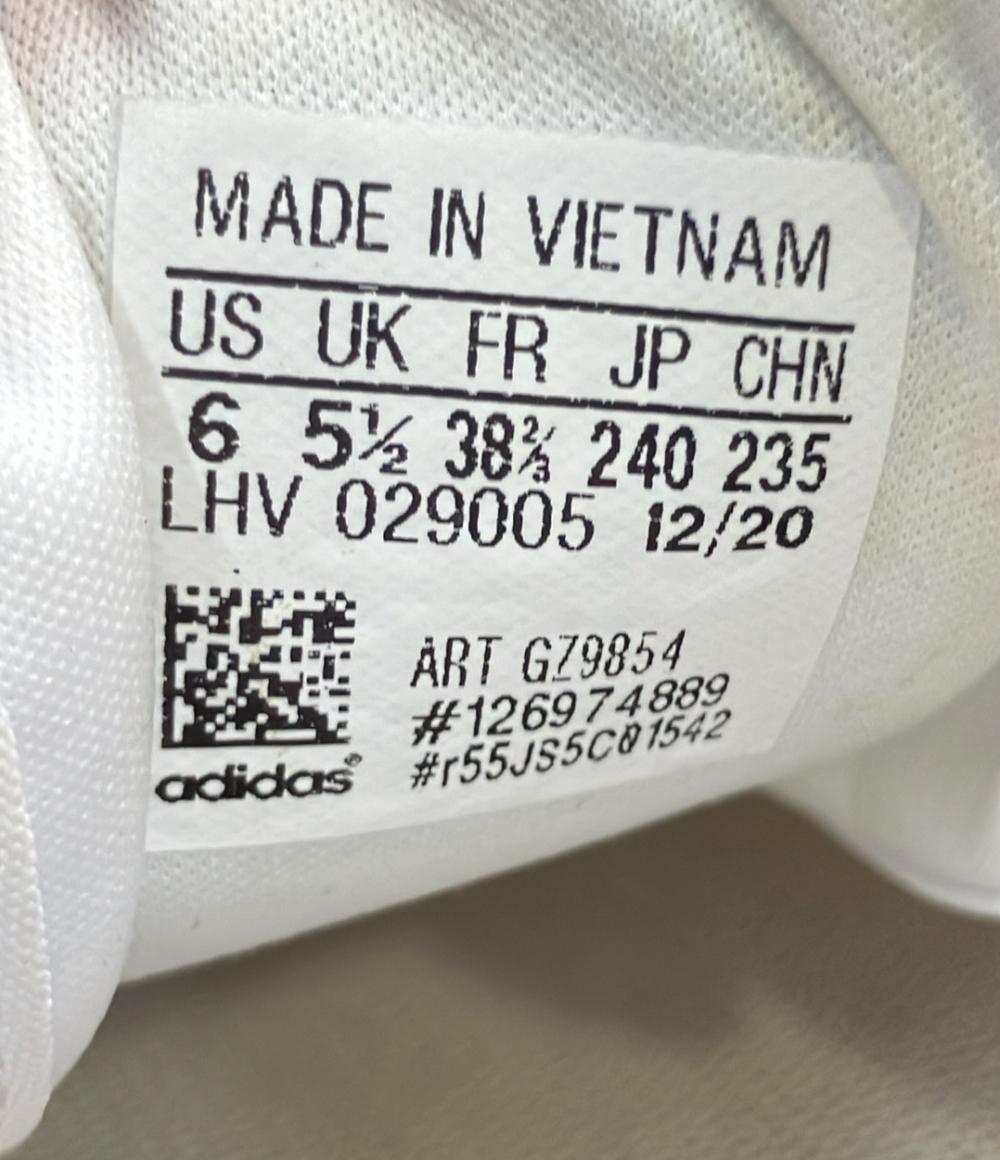 MADE IN VIETNAM
US UK FR JP CHN
6 5½ 38⅔ 240 235
LHV 029005 12/20
ART GZ9854
#126974889
#r55JS5C01542
adidas®